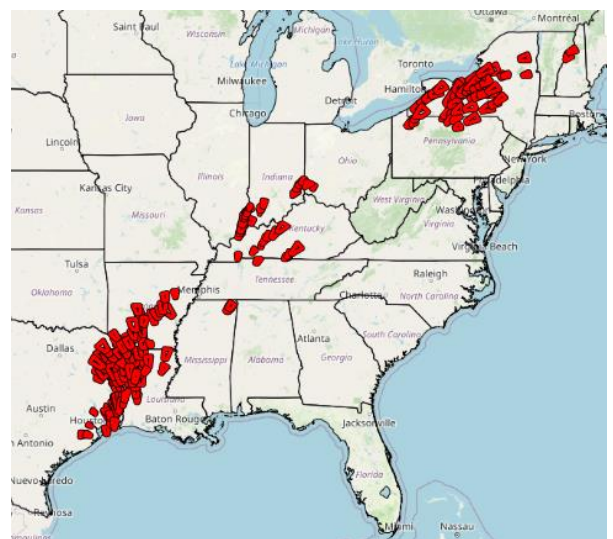 Ottawa
Montréal
Saint Paul
Wisconsin
Michigan
Toronto
Lake Michigan
Hamilton
Milwaukee
Detroit
Boston
Chicago
Iowa
Pennsylvania
New York
Lincoln
Ohio
Illinois
Indiana
Philadelphia
Kansas City
West Virginia
Washington
Missouri
Kansas
Kentucky
Virginia
Virginia Beach
Tulsa
Raleigh
Tennessee
Oklahoma
Memphis
Charlotte
North Carolina
Dallas
Atlanta
South Carolina
Mississippi
Alabama
Georgia
Louisiana
Austin
Baton Rouge
Jacksonville
Houston
San Antonio
Florida
Nuevo Laredo
Reynosa
Miami
Nassau